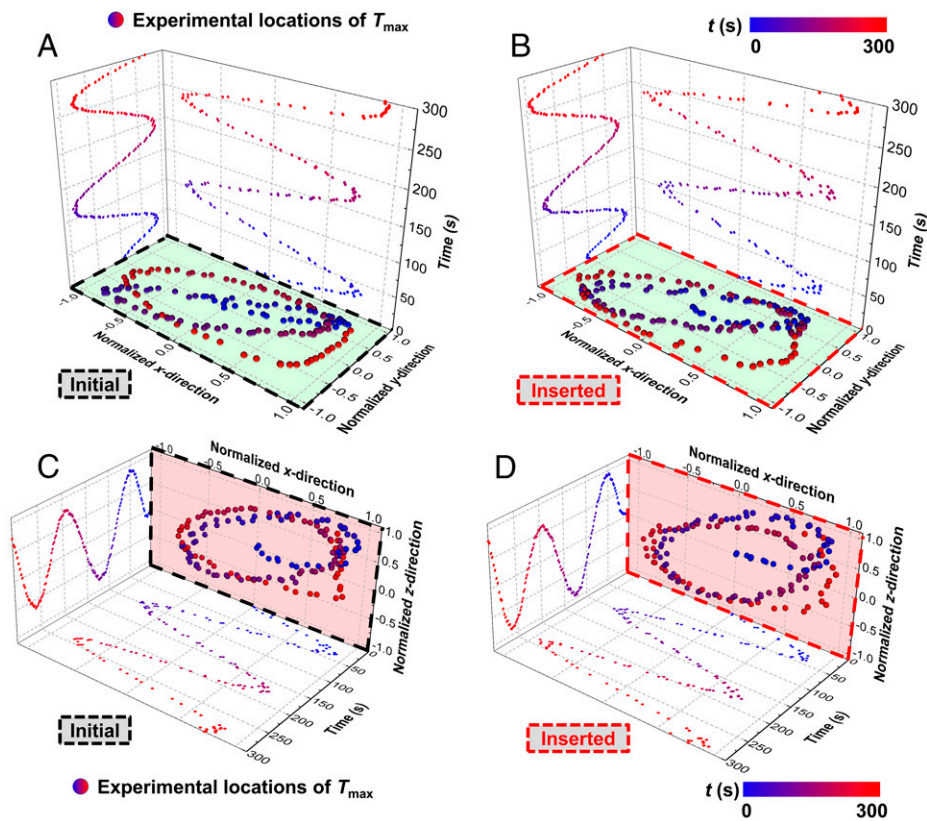 Experimental locations of Tmax
t (s)
0 300
A
B
300
250
200
150
100
50
0
Time (s)
-1.0
-0.5
0.0
0.5
1.0
Normalized x-direction
1.0
0.5
0.0
-0.5
-1.0
Normalized y-direction
Initial
300
250
200
150
100
50
0
Time (s)
-1.0
-0.5
0.0
0.5
1.0
Normalized x-direction
1.0
0.5
0.0
-0.5
-1.0
Normalized y-direction
Inserted
C
D
Normalized x-direction
-1.0
-0.5
0.0
0.5
1.0
1.0
0.5
0.0
-0.5
-1.0
Normalized z-direction
0
50
100
150
200
250
300
Time (s)
Initial
Normalized x-direction
-1.0
-0.5
0.0
0.5
1.0
1.0
0.5
0.0
-0.5
-1.0
Normalized z-direction
0
50
100
150
200
250
300
Time (s)
Inserted
Experimental locations of Tmax
t (s)
0 300